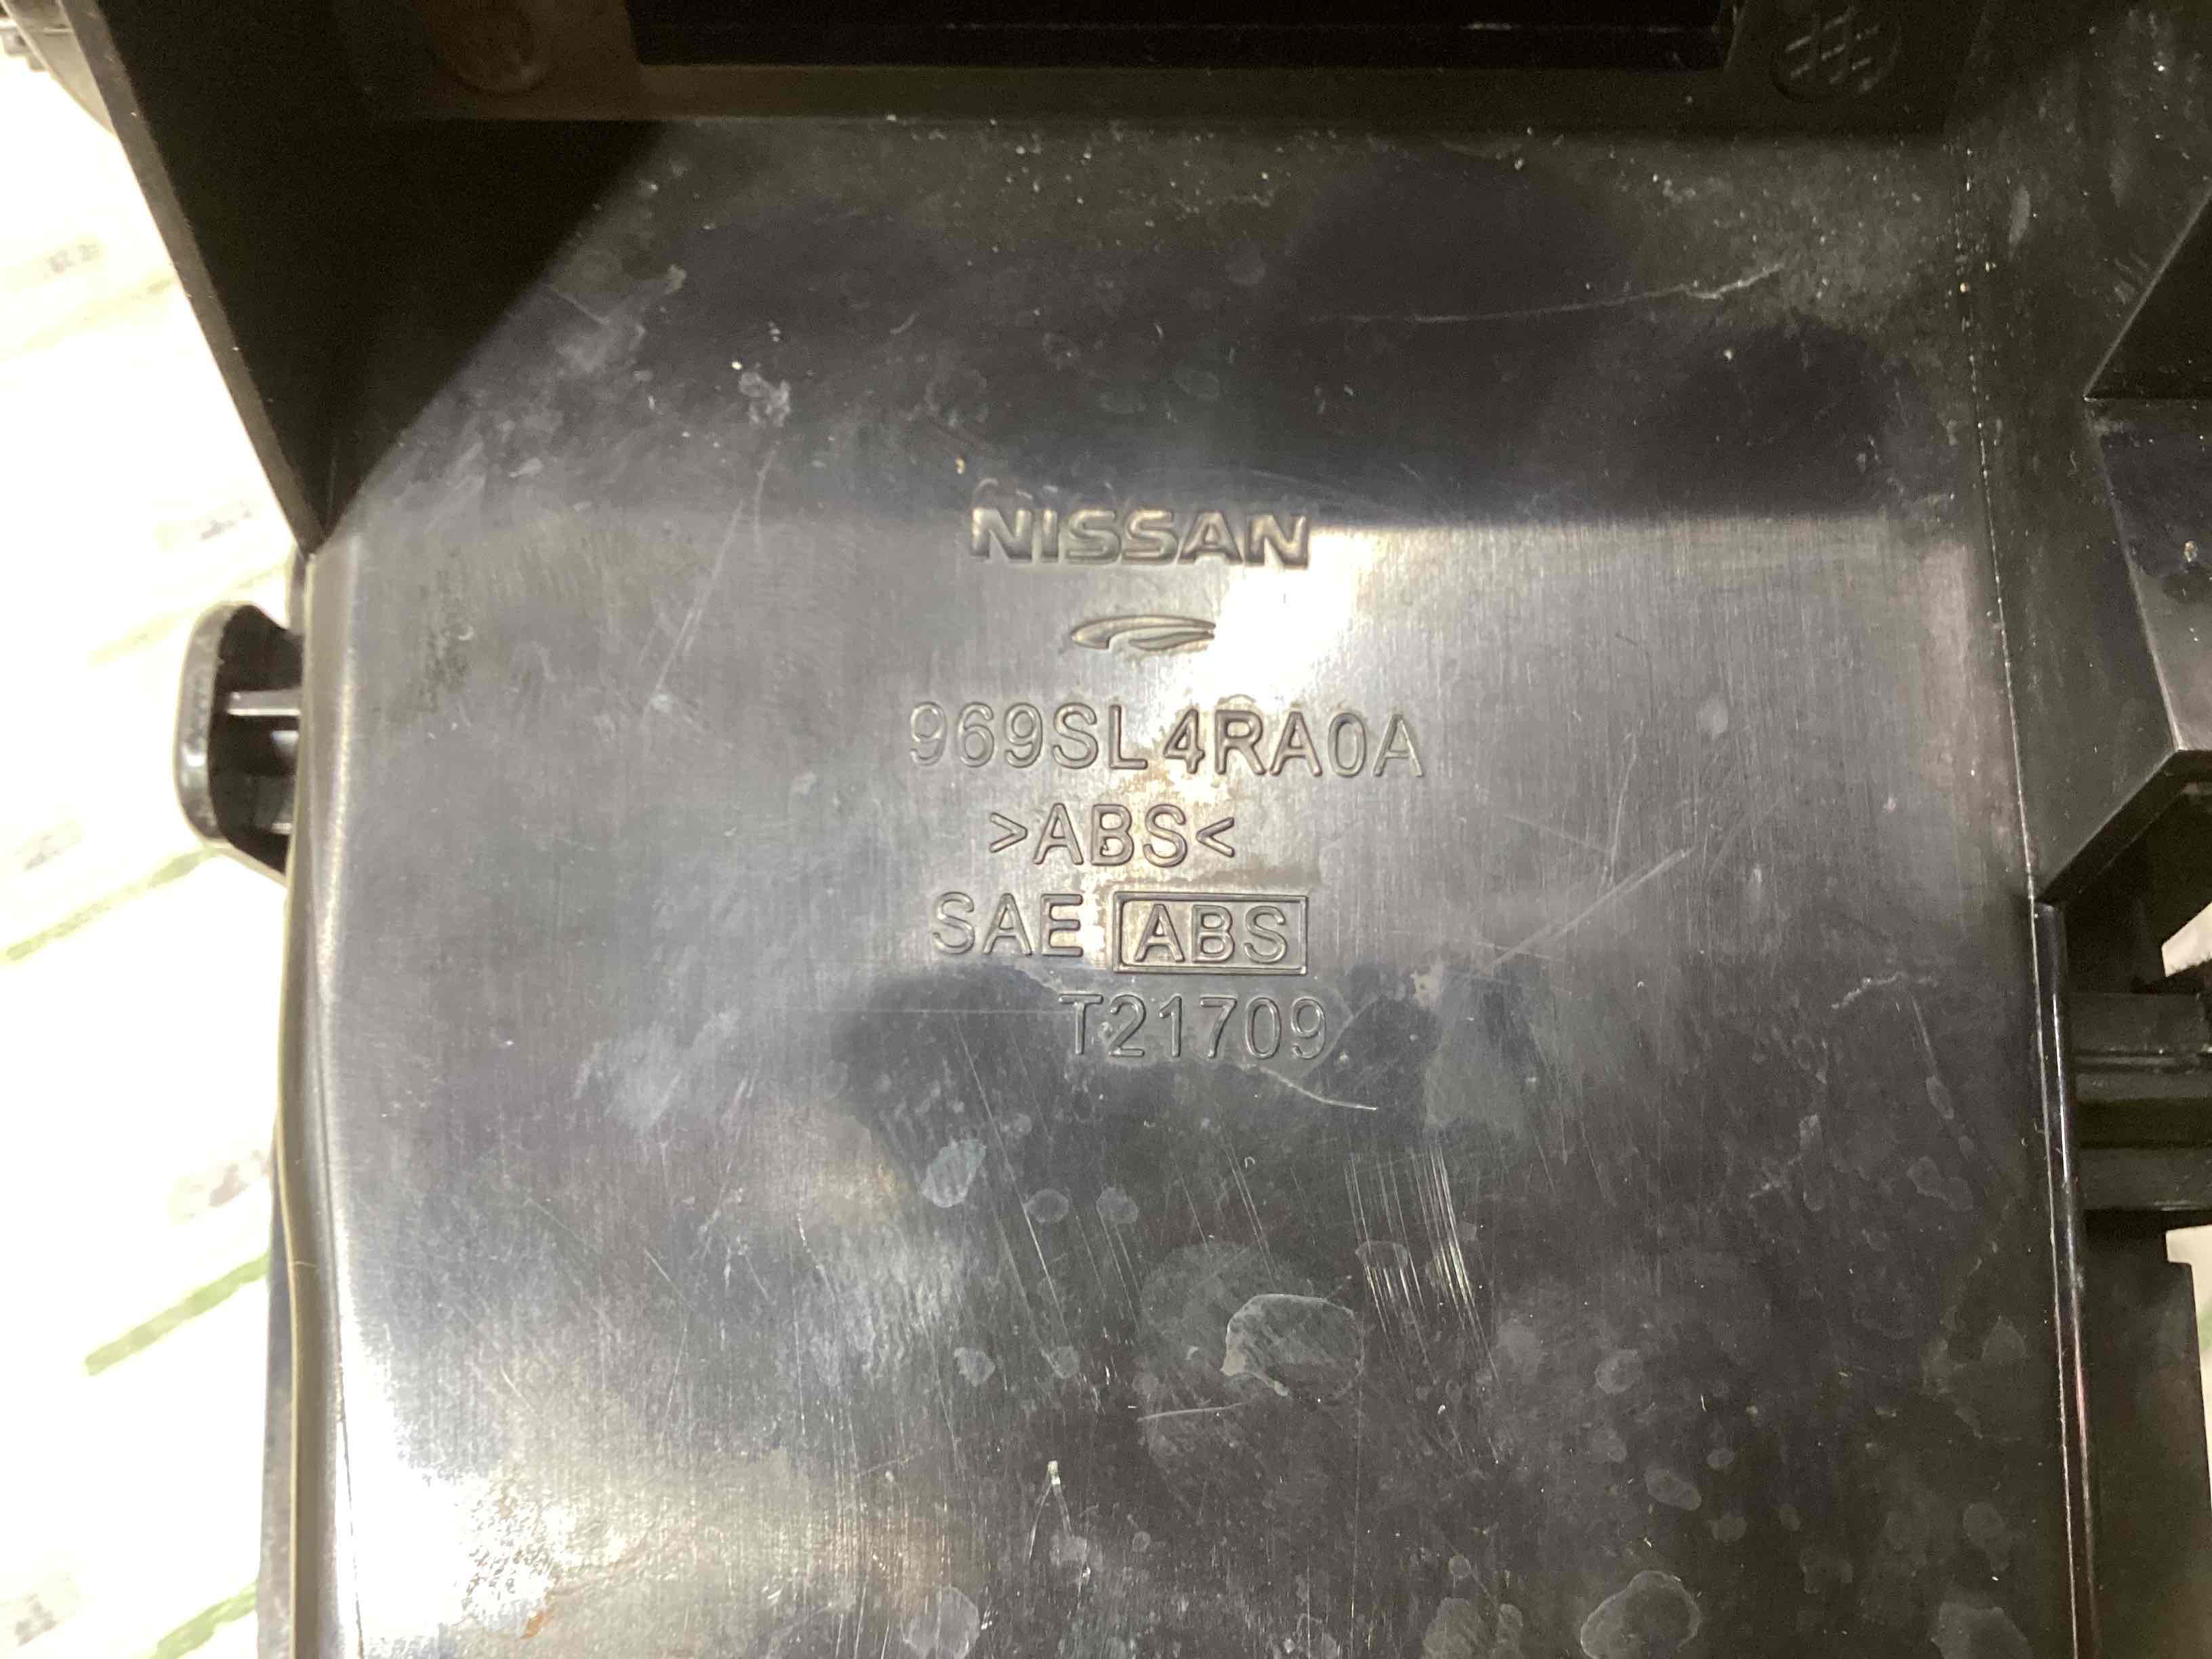 NISSAN
969SL 4RA0A
>ABS<
SAE ABS
T21709